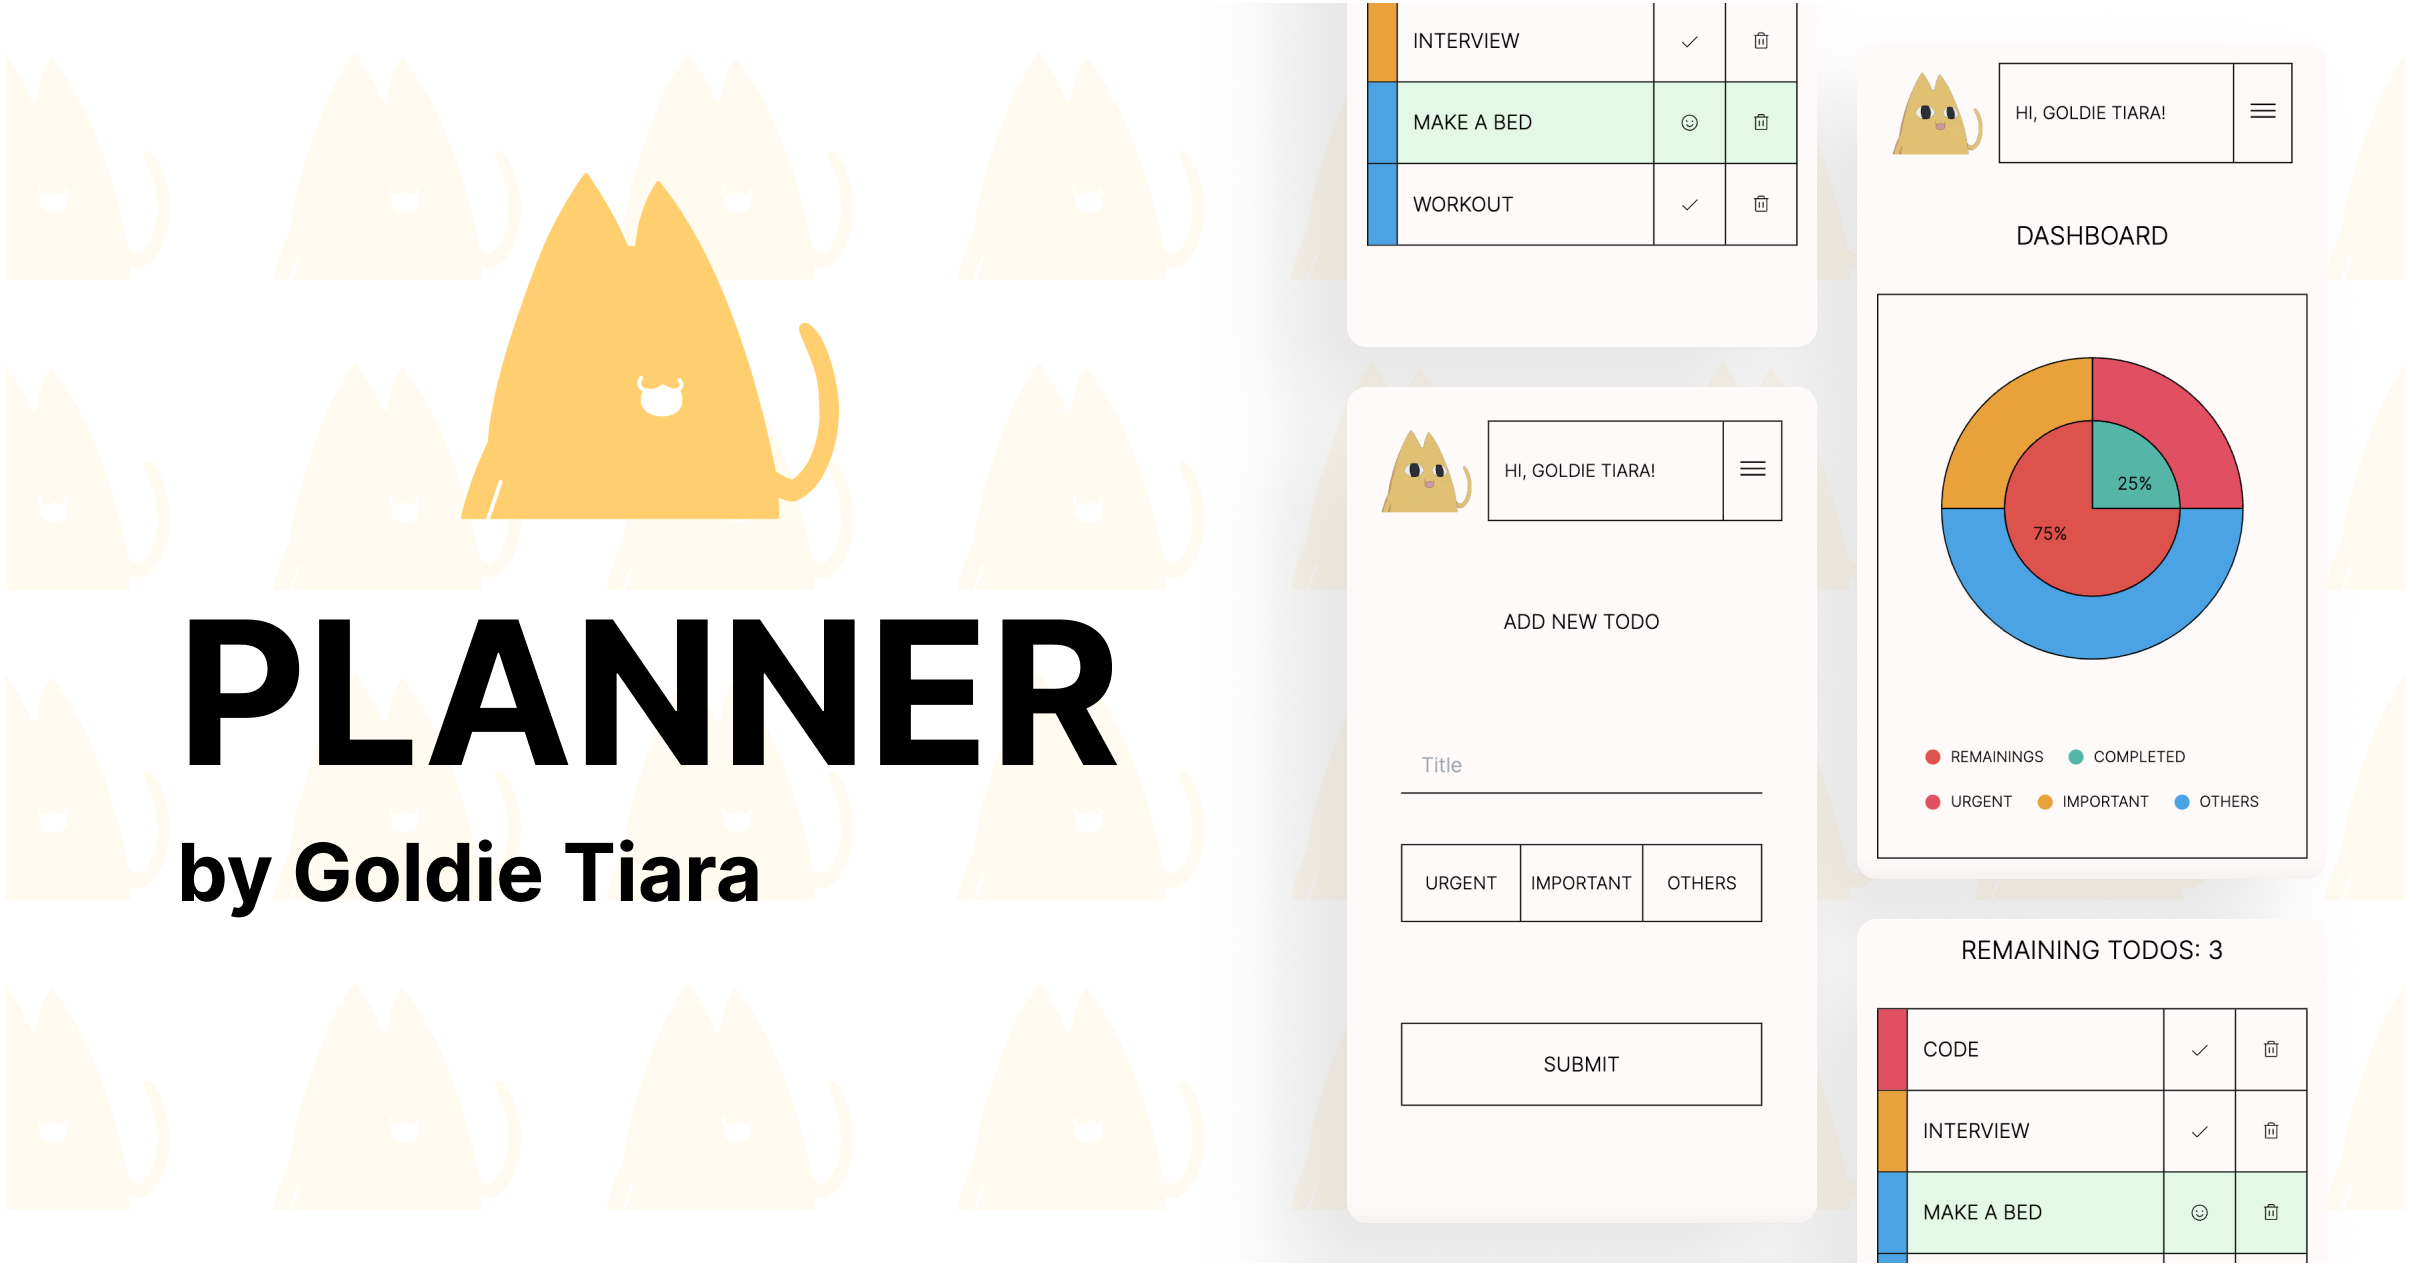 PLANNER
by Goldie Tiara
INTERVIEW
MAKE A BED
WORKOUT
HI, GOLDIE TIARA!
ADD NEW TODO
Title
URGENT IMPORTANT OTHERS
SUBMIT
HI, GOLDIE TIARA!
DASHBOARD
25%
75%
REMAININGS COMPLETED
URGENT IMPORTANT OTHERS
REMAINING TODOS: 3
CODE
INTERVIEW
MAKE A BED